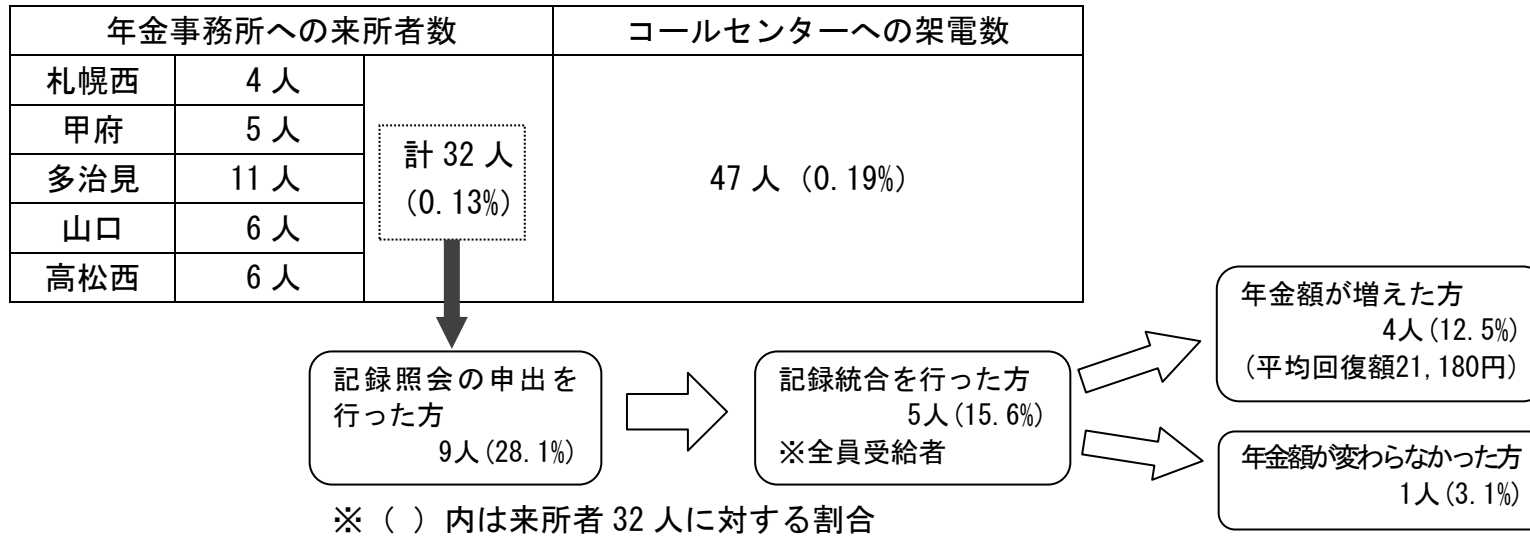 年金事務所への来所者数 コールセンターへの架電数
札幌西 4人
甲府 5人
多治見 11人
山口 6人
高松西 6人
計32人
(0.13%)
47人(0.19%)
記録照会の申出を
行った方
9人(28.1%)
記録統合を行った方
5人(15.6%)
※全員受給者
年金額が増えた方
4人(12.5%)
(平均回復額21,180円)
年金額が変わらなかった方
1人(3.1%)
※( )内は来所者32人に対する割合